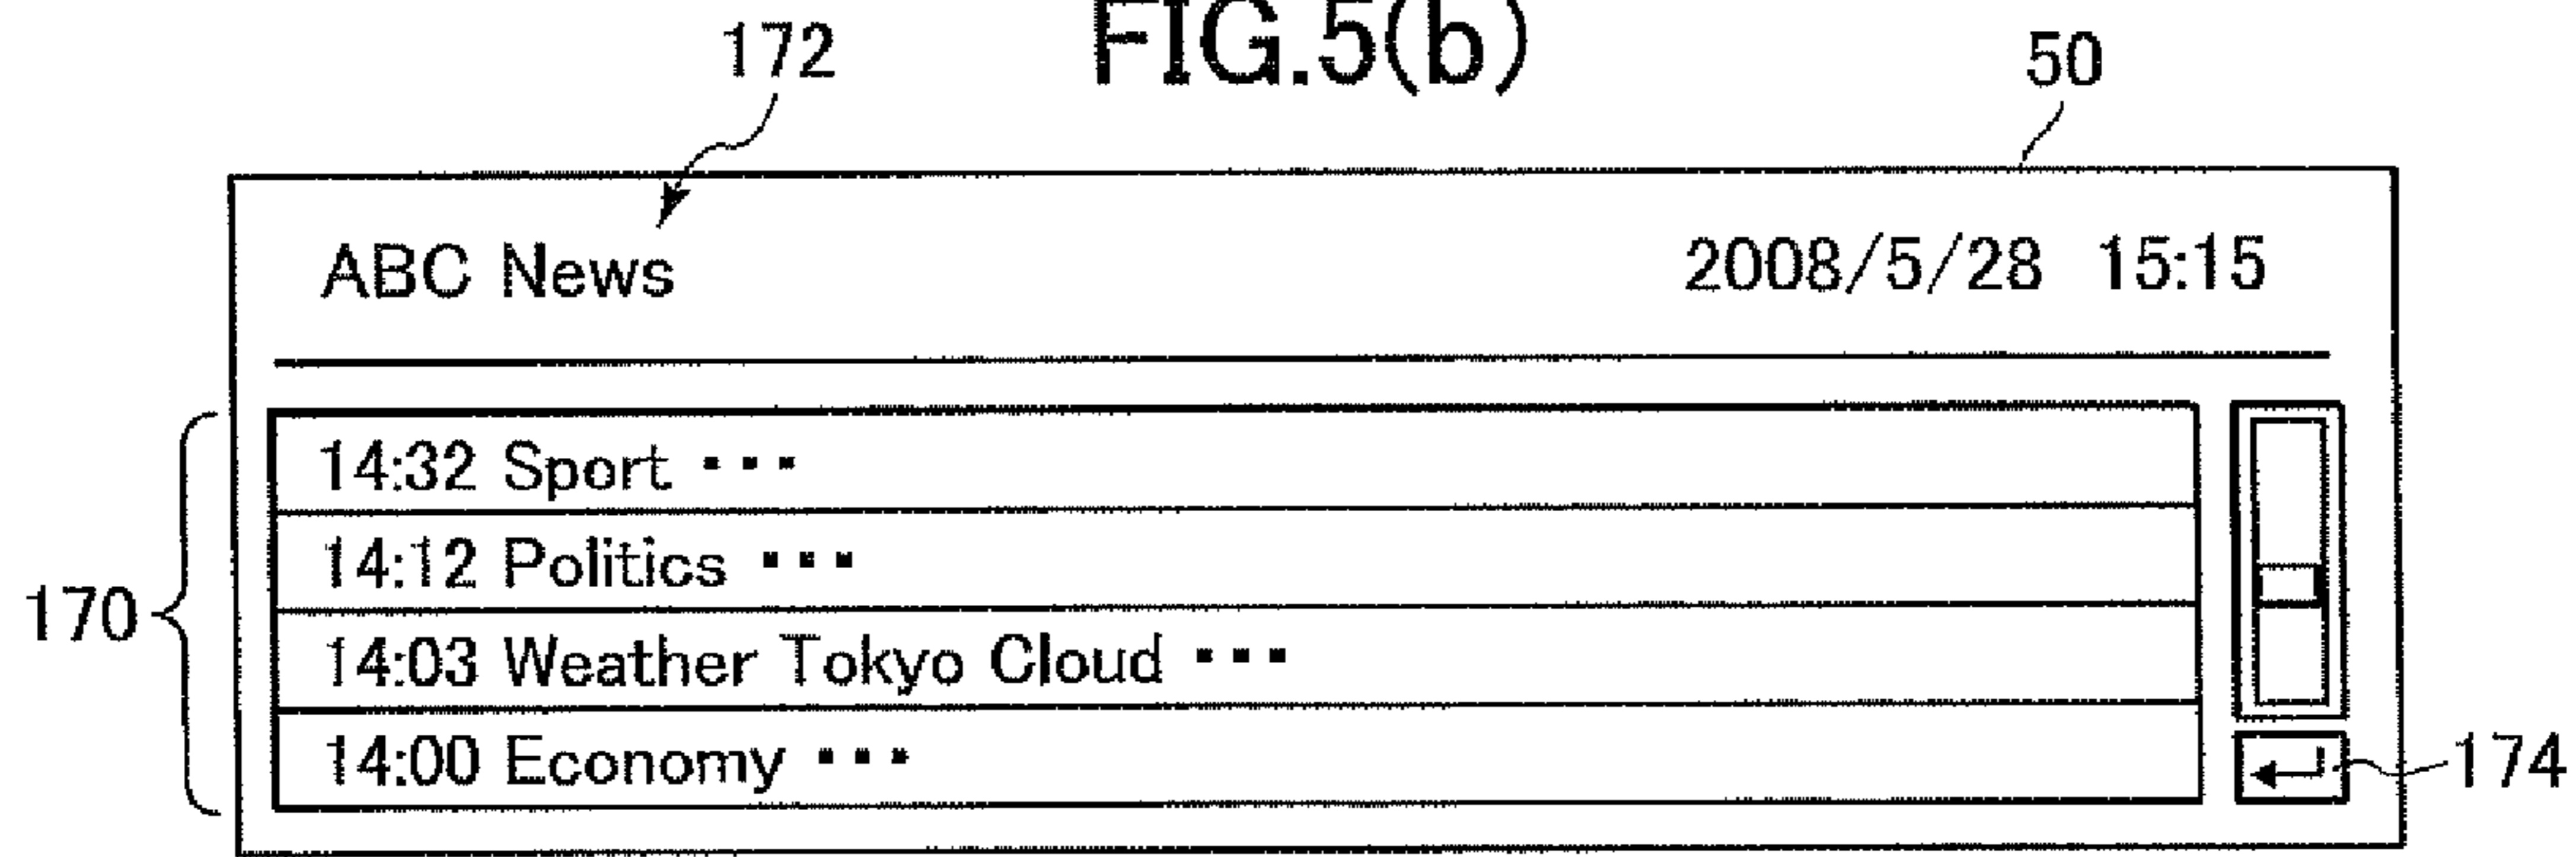 FIG.5(b)
172
50
ABC News 2008/5/28 15:15
14:32 Sport ･･･
14:12 Politics ･･･
170
14:03 Weather Tokyo Cloud ･･･
14:00 Economy ･･･
174